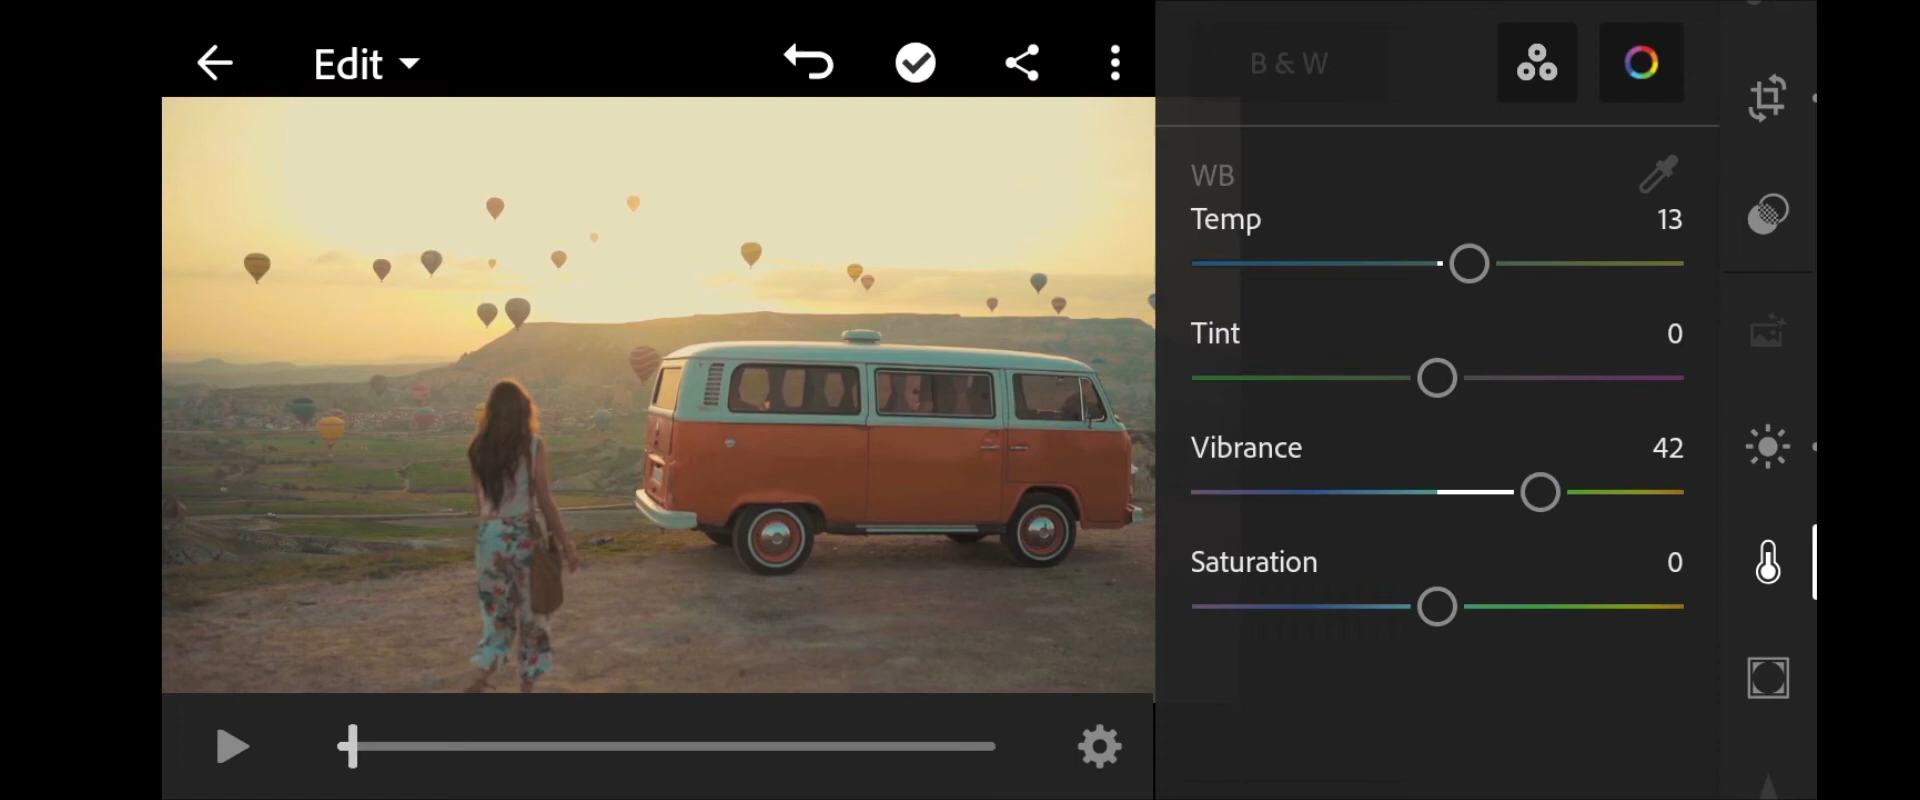 Edit
B & W
WB
Temp 13
Tint 0
Vibrance 42
Saturation 0